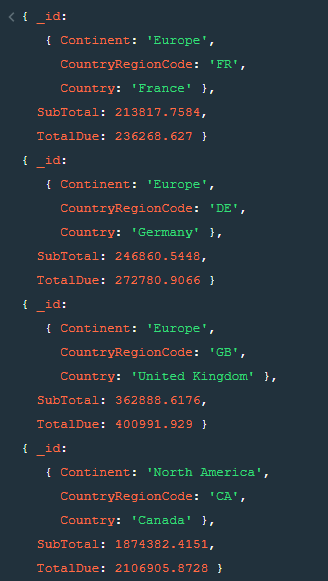 { _id:
{ Continent: 'Europe',
CountryRegionCode: 'FR',
Country: 'France' },
SubTotal: 213817.7584,
TotalDue: 236268.627 }
{ _id:
{ Continent: 'Europe',
CountryRegionCode: 'DE',
Country: 'Germany' },
SubTotal: 246860.5448,
TotalDue: 272780.9066 }
{ _id:
{ Continent: 'Europe',
CountryRegionCode: 'GB',
Country: 'United Kingdom' },
SubTotal: 362888.6176,
TotalDue: 400991.929 }
{ _id:
{ Continent: 'North America',
CountryRegionCode: 'CA',
Country: 'Canada' },
SubTotal: 1874382.4151,
TotalDue: 2106905.8728 }